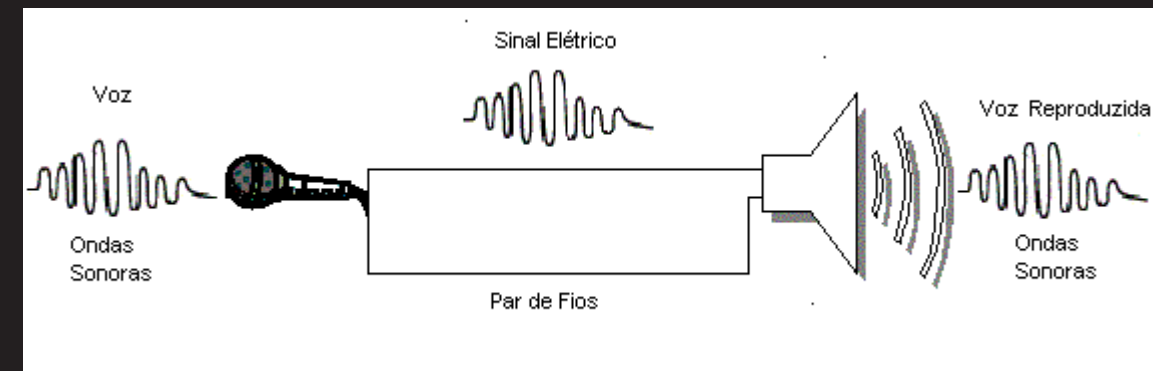 Sinal Elétrico
Voz
Voz Reproduzida
Ondas
Sonoras
Ondas
Sonoras
Par de Fios